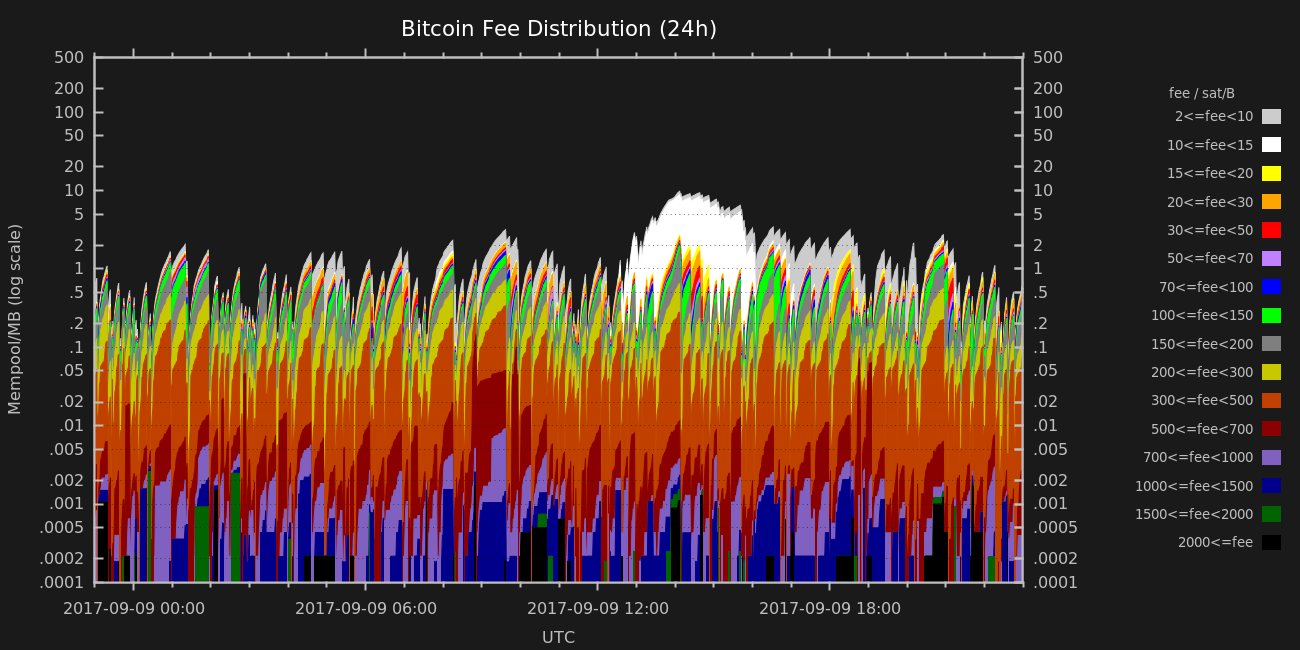 Bitcoin Fee Distribution (24h)
Mempool/MB (log scale)
500
200
100
50
20
10
5
2
1
.5
.2
.1
.05
.02
.01
.005
.002
.001
.0005
.0002
.0001
500
200
100
50
20
10
5
2
1
.5
.2
.1
.05
.02
.01
.005
.002
.001
.0005
.0002
.0001
2017-09-09 00:00
2017-09-09 06:00
2017-09-09 12:00
2017-09-09 18:00
UTC
fee / sat/B
2<=fee<10
10<=fee<15
15<=fee<20
20<=fee<30
30<=fee<50
50<=fee<70
70<=fee<100
100<=fee<150
150<=fee<200
200<=fee<300
300<=fee<500
500<=fee<700
700<=fee<1000
1000<=fee<1500
1500<=fee<2000
2000<=fee